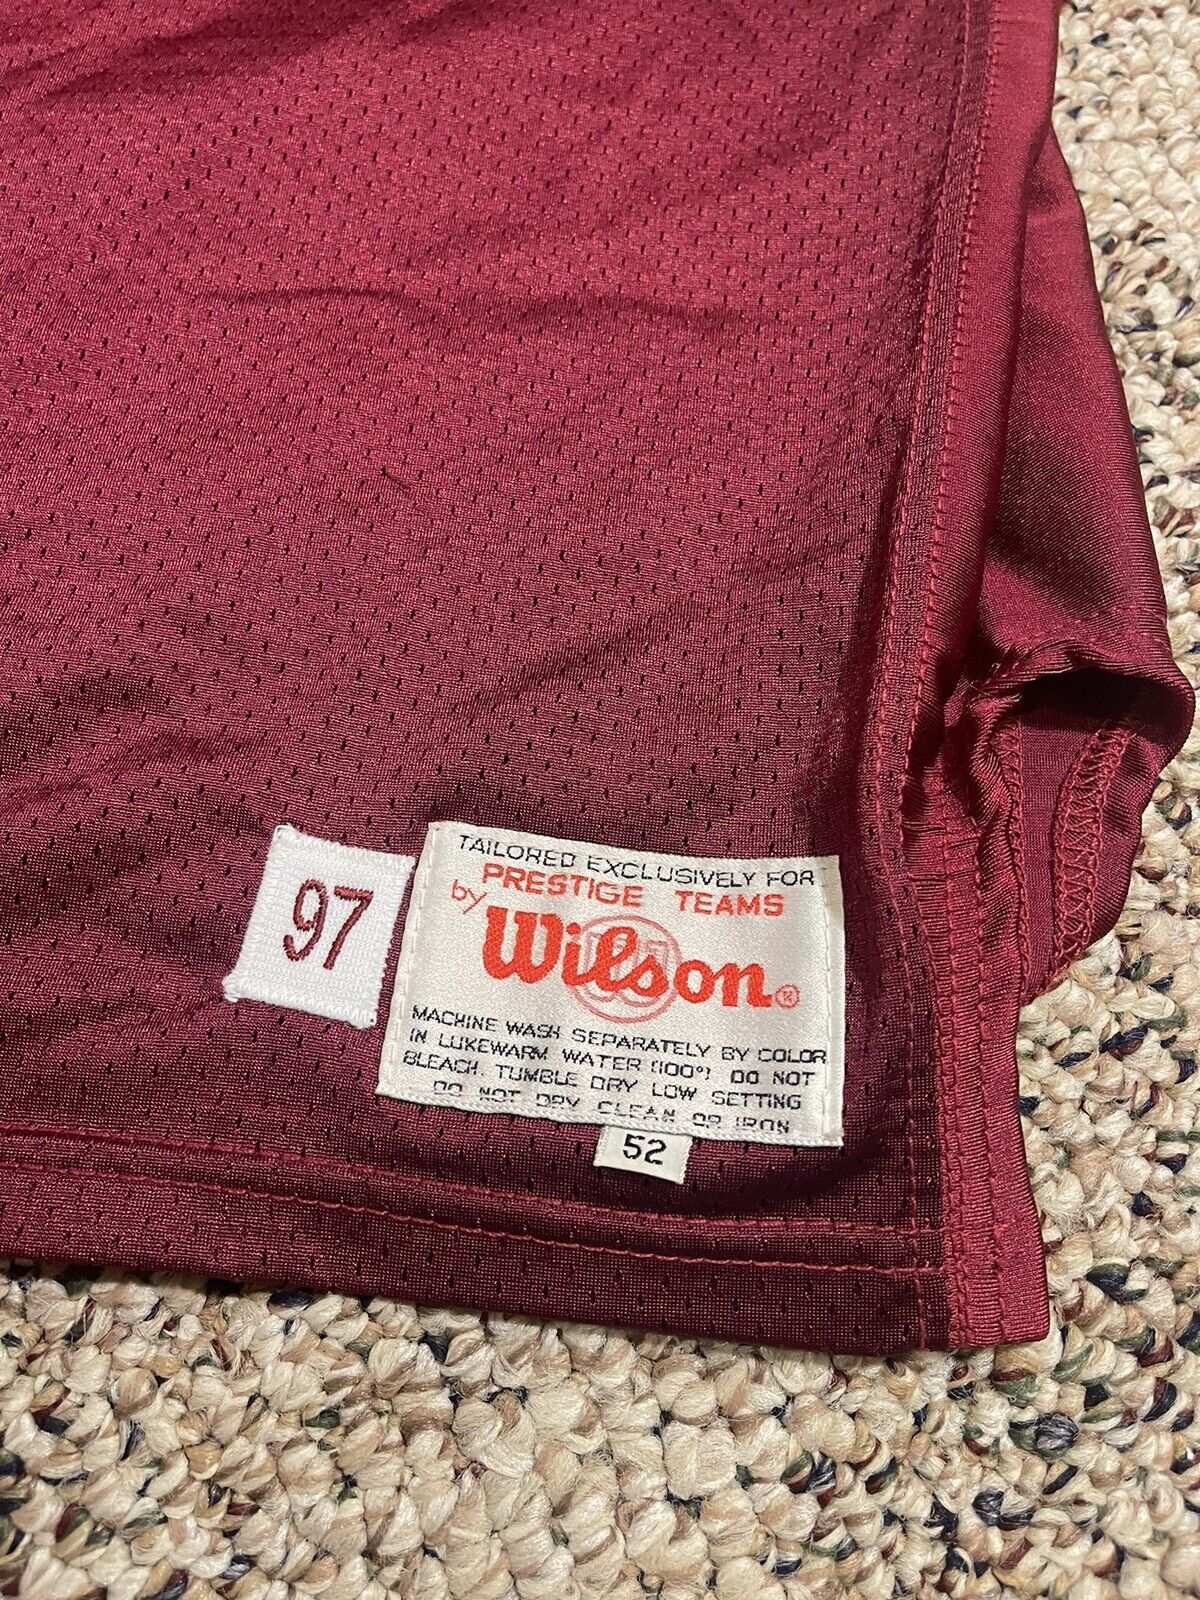 97
TAILORED EXCLUSIVELY FOR
PRESTIGE TEAMS
by Wilson®
MACHINE WASH SEPARATELY BY COLOR
IN LUKEWARM WATER (100°) DO NOT
BLEACH. TUMBLE DRY LOW SETTING
DO NOT DRY CLEAN OR IRON
52